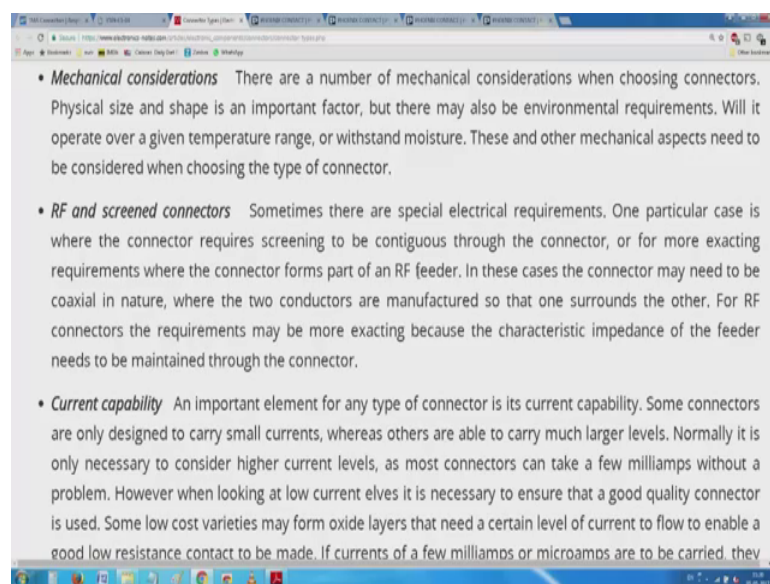 Connector Types | Electr
Secure
• Mechanical considerations There are a number of mechanical considerations when choosing connectors.
Physical size and shape is an important factor, but there may also be environmental requirements. Will it
operate over a given temperature range, or withstand moisture. These and other mechanical aspects need to
be considered when choosing the type of connector.
• RF and screened connectors Sometimes there are special electrical requirements. One particular case is
where the connector requires screening to be contiguous through the connector, or for more exacting
requirements where the connector forms part of an RF feeder. In these cases the connector may need to be
coaxial in nature, where the two conductors are manufactured so that one surrounds the other. For RF
connectors the requirements may be more exacting because the characteristic impedance of the feeder
needs to be maintained through the connector.
• Current capability An important element for any type of connector is its current capability. Some connectors
are only designed to carry small currents, whereas others are able to carry much larger levels. Normally it is
only necessary to consider higher current levels, as most connectors can take a few milliamps without a
problem. However when looking at low current elves it is necessary to ensure that a good quality connector
is used. Some low cost varieties may form oxide layers that need a certain level of current to flow to enable a
good low resistance contact to be made. If currents of a few milliamps or microamps are to be carried, they